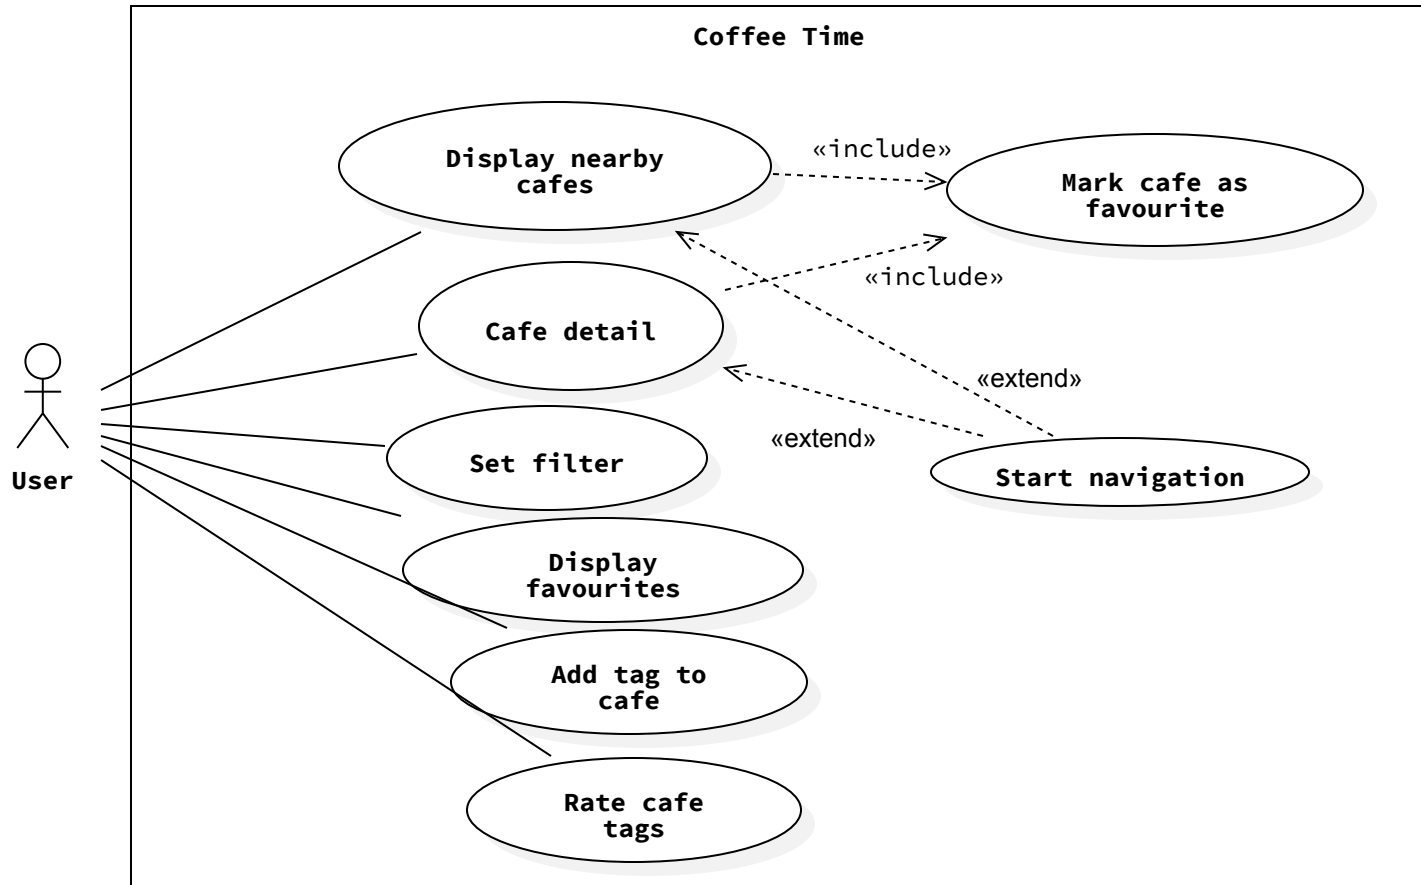 Coffee Time
Display nearby
cafes
«include»
Mark cafe as
favourite
«include»
Cafe detail
«extend»
«extend»
Set filter
Start navigation
User
Display
favourites
Add tag to
cafe
Rate cafe
tags